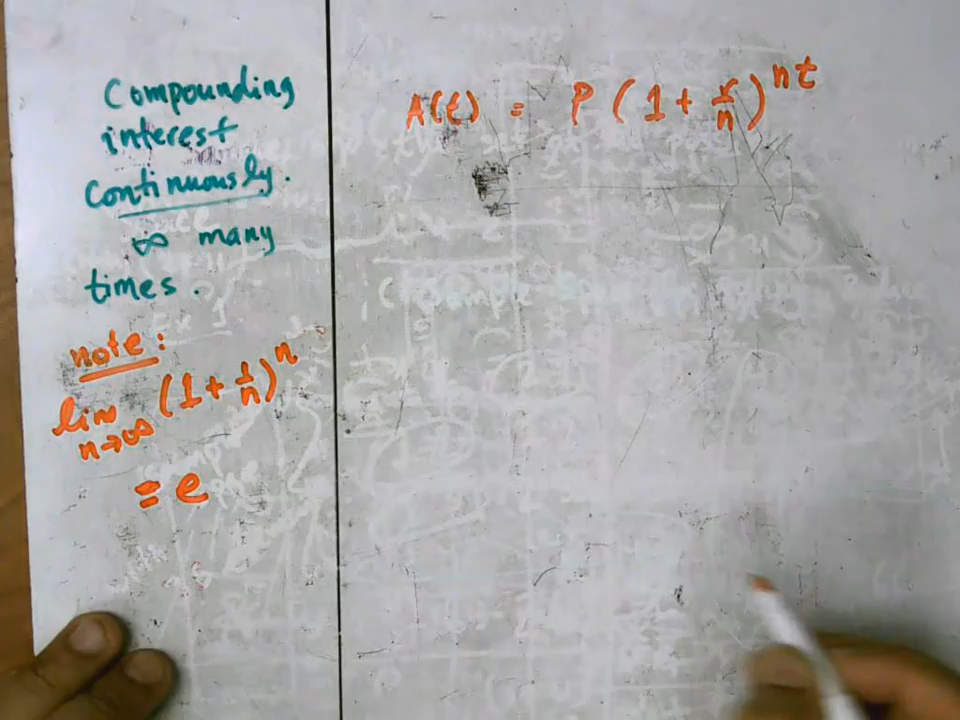 Compounding
interest
continuously.
∞ many
times.
note:
lim n→∞ (1 + 1/n)^n
= e
A(t) = P (1 + r/n)^nt